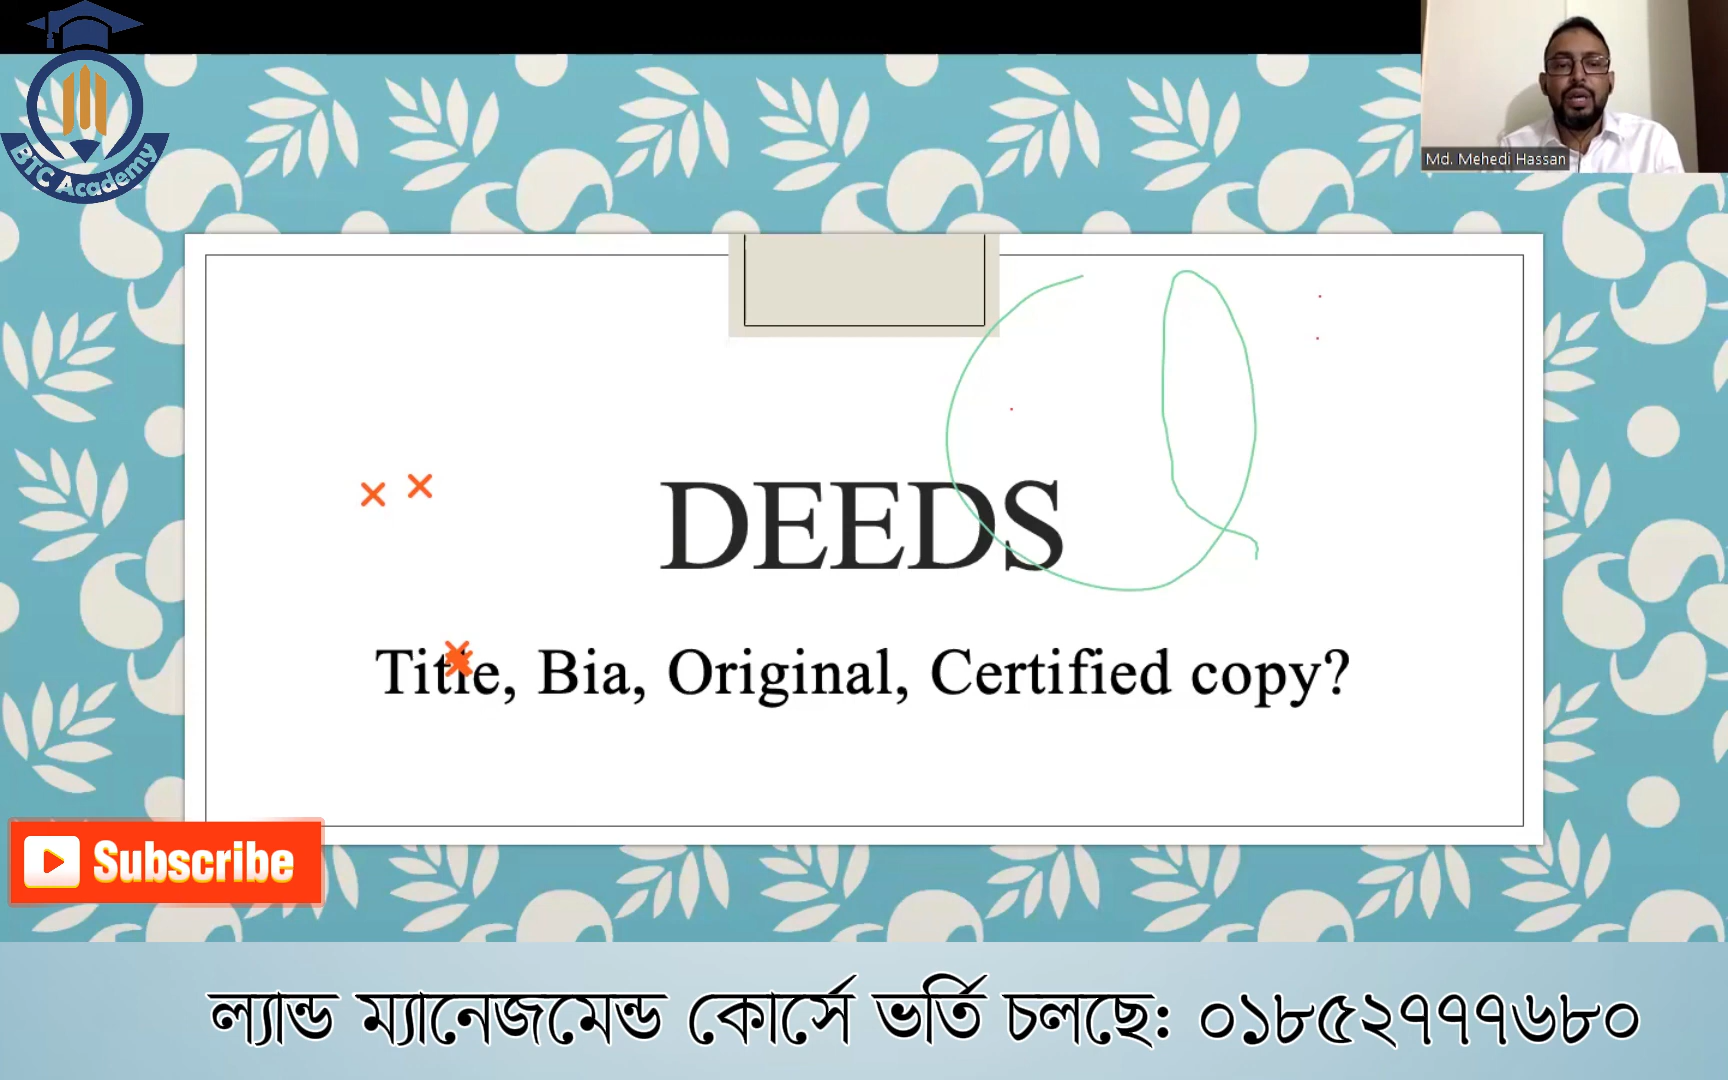 BTC Academy
Md. Mehedi Hassan
DEEDS
Title, Bia, Original, Certified copy?
Subscribe
ল্যান্ড ম্যানেজমেন্ড কোর্সে ভর্তি চলছে: ০১৮৫২৭৭৭৬৮০